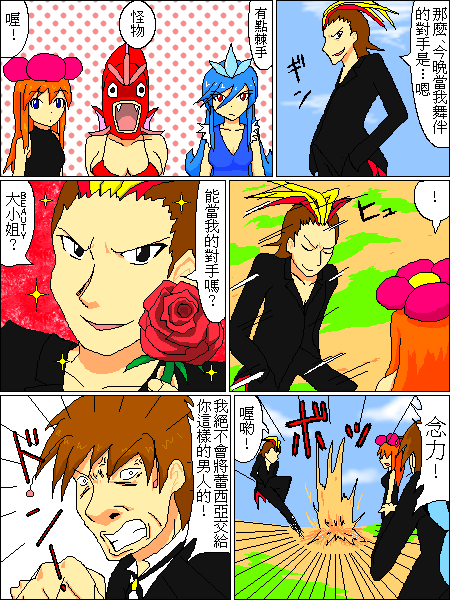 那麼，今晚當我舞伴
的對手是…嗯
ギン
有點棘手
怪物
喔！
！
ヒュ
能當我的對手嗎？
BEAUTY
大小姐？
念力！
ボッ
喔喲！
我絕不會將蕾西亞交給
你這樣的男人的！
ド